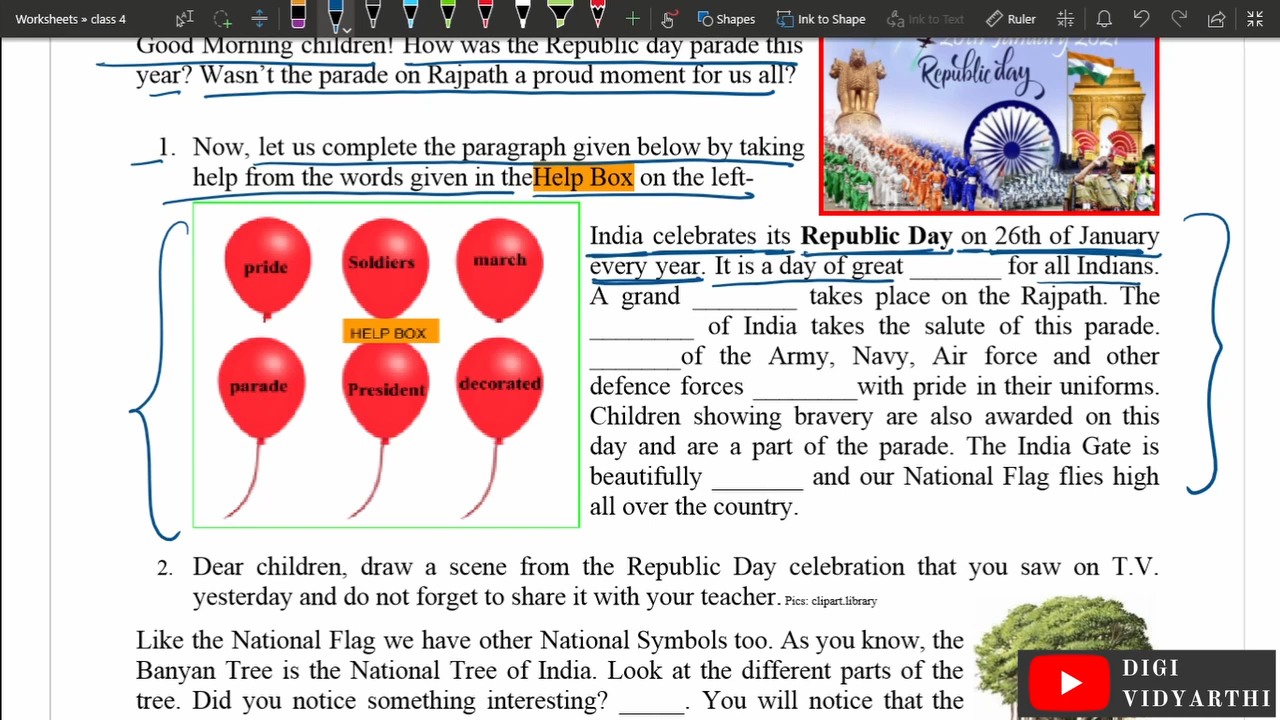 Worksheets » class 4
Shapes
Ink to Shape
Ink to Text
Ruler
Good Morning children! How was the Republic day parade this
year? Wasn't the parade on Rajpath a proud moment for us all?
26th January 2021
Republic day
1. Now, let us complete the paragraph given below by taking
help from the words given in the Help Box on the left-
pride
Soldiers
march
HELP BOX
parade
President
decorated
India celebrates its Republic Day on 26th of January
every year. It is a day of great _______ for all Indians.
A grand ________ takes place on the Rajpath. The
________ of India takes the salute of this parade.
_______of the Army, Navy, Air force and other
defence forces ________with pride in their uniforms.
Children showing bravery are also awarded on this
day and are a part of the parade. The India Gate is
beautifully _______ and our National Flag flies high
all over the country.
2. Dear children, draw a scene from the Republic Day celebration that you saw on T.V.
yesterday and do not forget to share it with your teacher. Pics: clipart.library
Like the National Flag we have other National Symbols too. As you know, the
Banyan Tree is the National Tree of India. Look at the different parts of the
tree. Did you notice something interesting? _____. You will notice that the
DIGI
VIDYARTHI